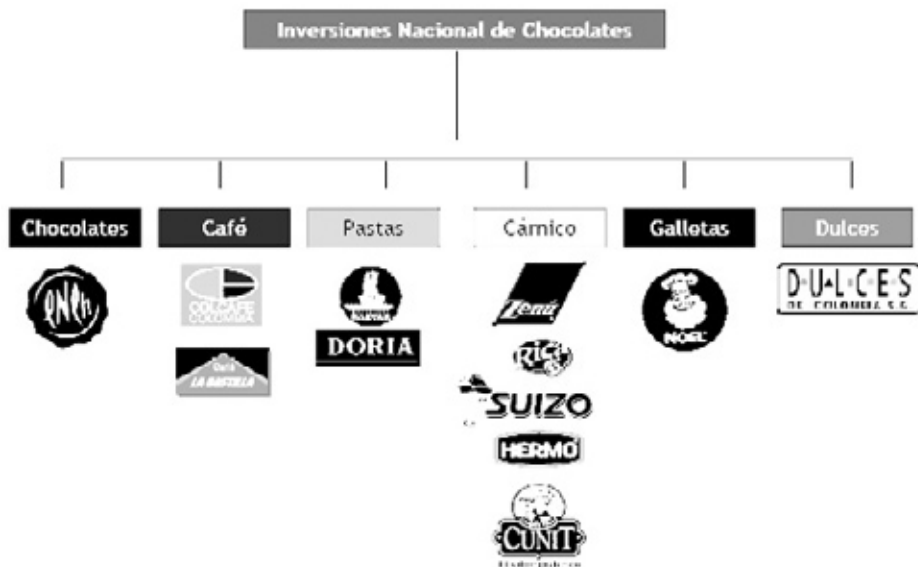 Inversiones Nacional de Chocolates
Chocolates
Café
Pastas
Cárnico
Galletas
Dulces
COLCAFE
COLOMBIA
LA BASTILLA
DORIA
Zenú
Rica
SUIZO
HERMO
CUNIT
NOEL
D·U·L·C·E·S
DE COLOMBIA S.A.